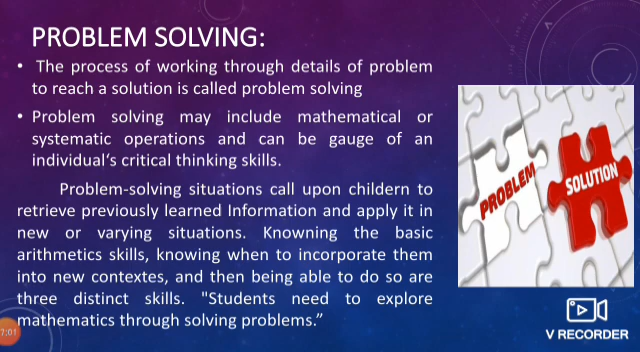 PROBLEM SOLVING:
• The process of working through details of problem
to reach a solution is called problem solving
• Problem solving may include mathematical or
systematic operations and can be gauge of an
individual‘s critical thinking skills.
Problem-solving situations call upon childern to
retrieve previously learned Information and apply it in
new or varying situations. Knowning the basic
arithmetics skills, knowing when to incorporate them
into new contextes, and then being able to do so are
three distinct skills. "Students need to explore
mathematics through solving problems.”
PROBLEM
SOLUTION
7:01
V RECORDER